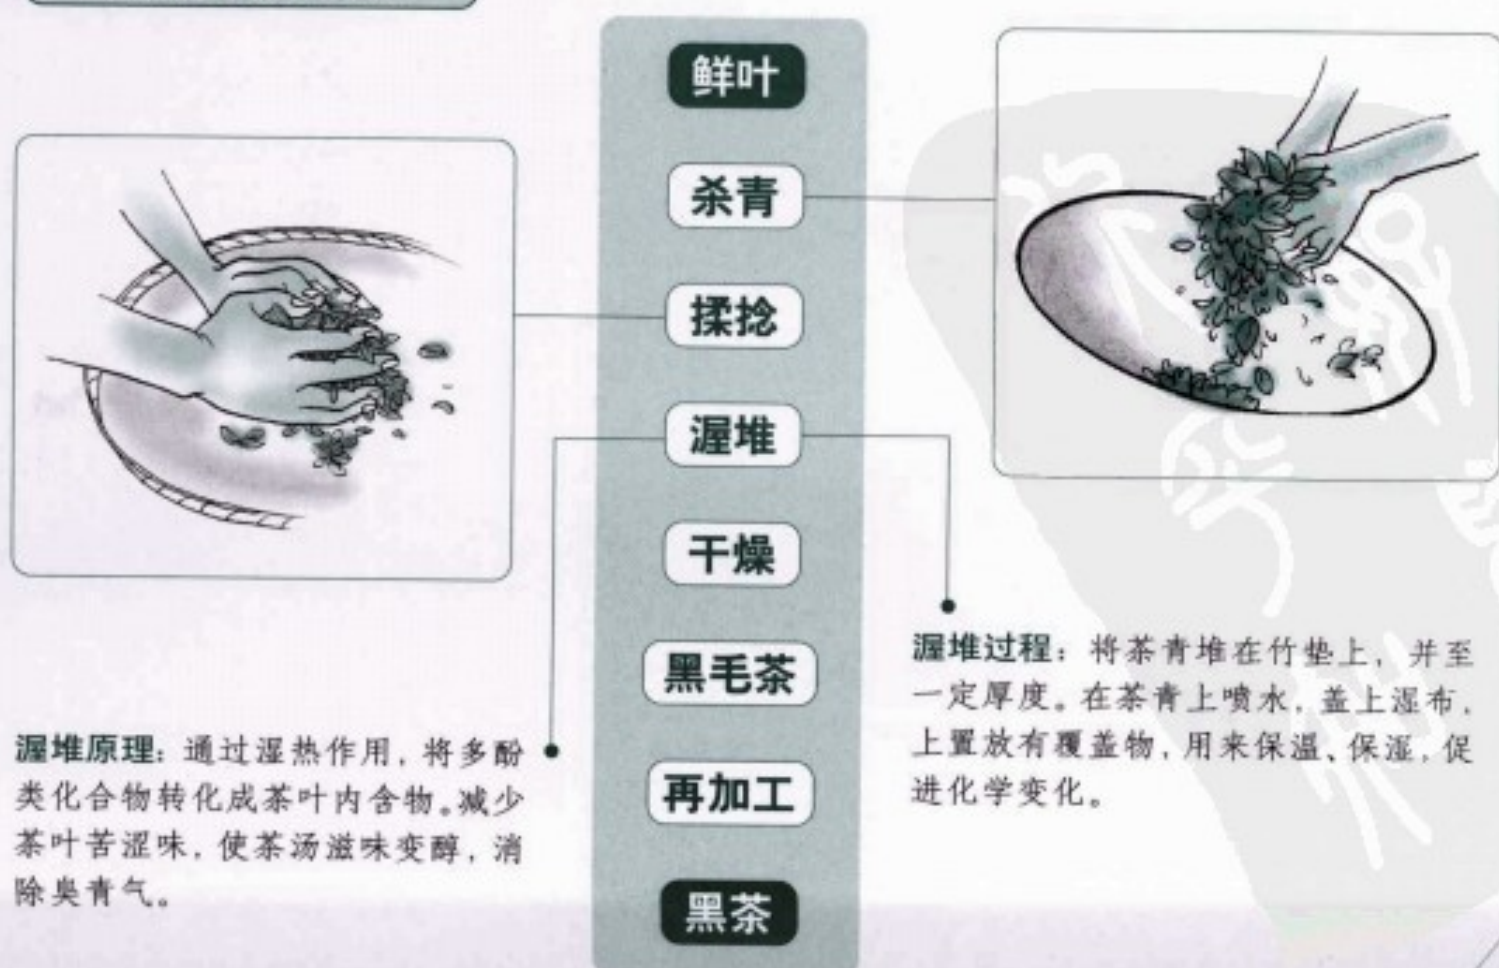 鲜叶
杀青
揉捻
渥堆
干燥
黑毛茶
再加工
黑茶
渥堆原理：通过湿热作用，将多酚
类化合物转化成茶叶内含物。减少
茶叶苦涩味，使茶汤滋味变醇，消
除臭青气。
渥堆过程：将茶青堆在竹垫上，并至
一定厚度。在茶青上喷水，盖上湿布，
上置放有覆盖物，用来保温、保湿，促
进化学变化。